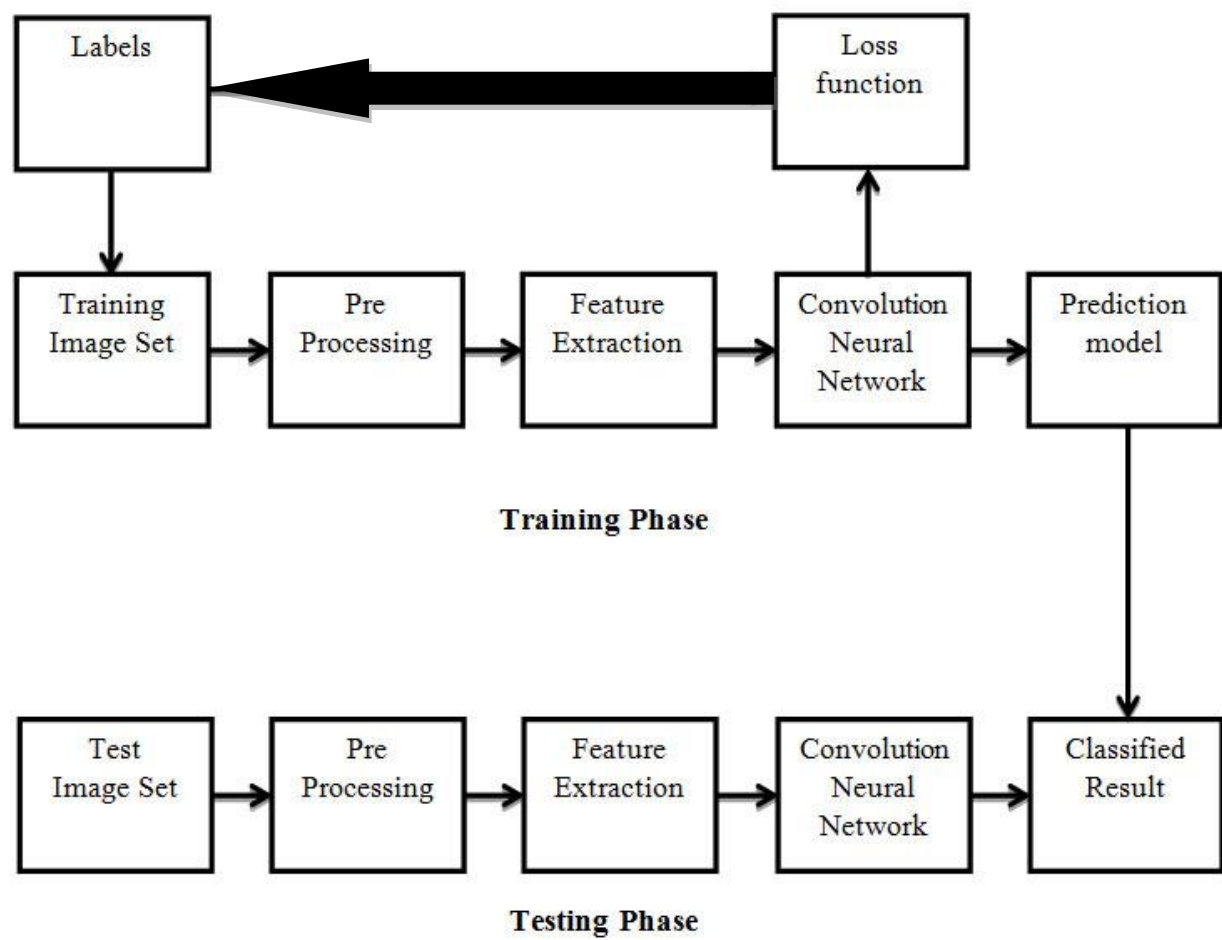 Labels
Loss
function
Training
Image Set
Pre
Processing
Feature
Extraction
Convolution
Neural
Network
Prediction
model
Training Phase
Test
Image Set
Pre
Processing
Feature
Extraction
Convolution
Neural
Network
Classified
Result
Testing Phase